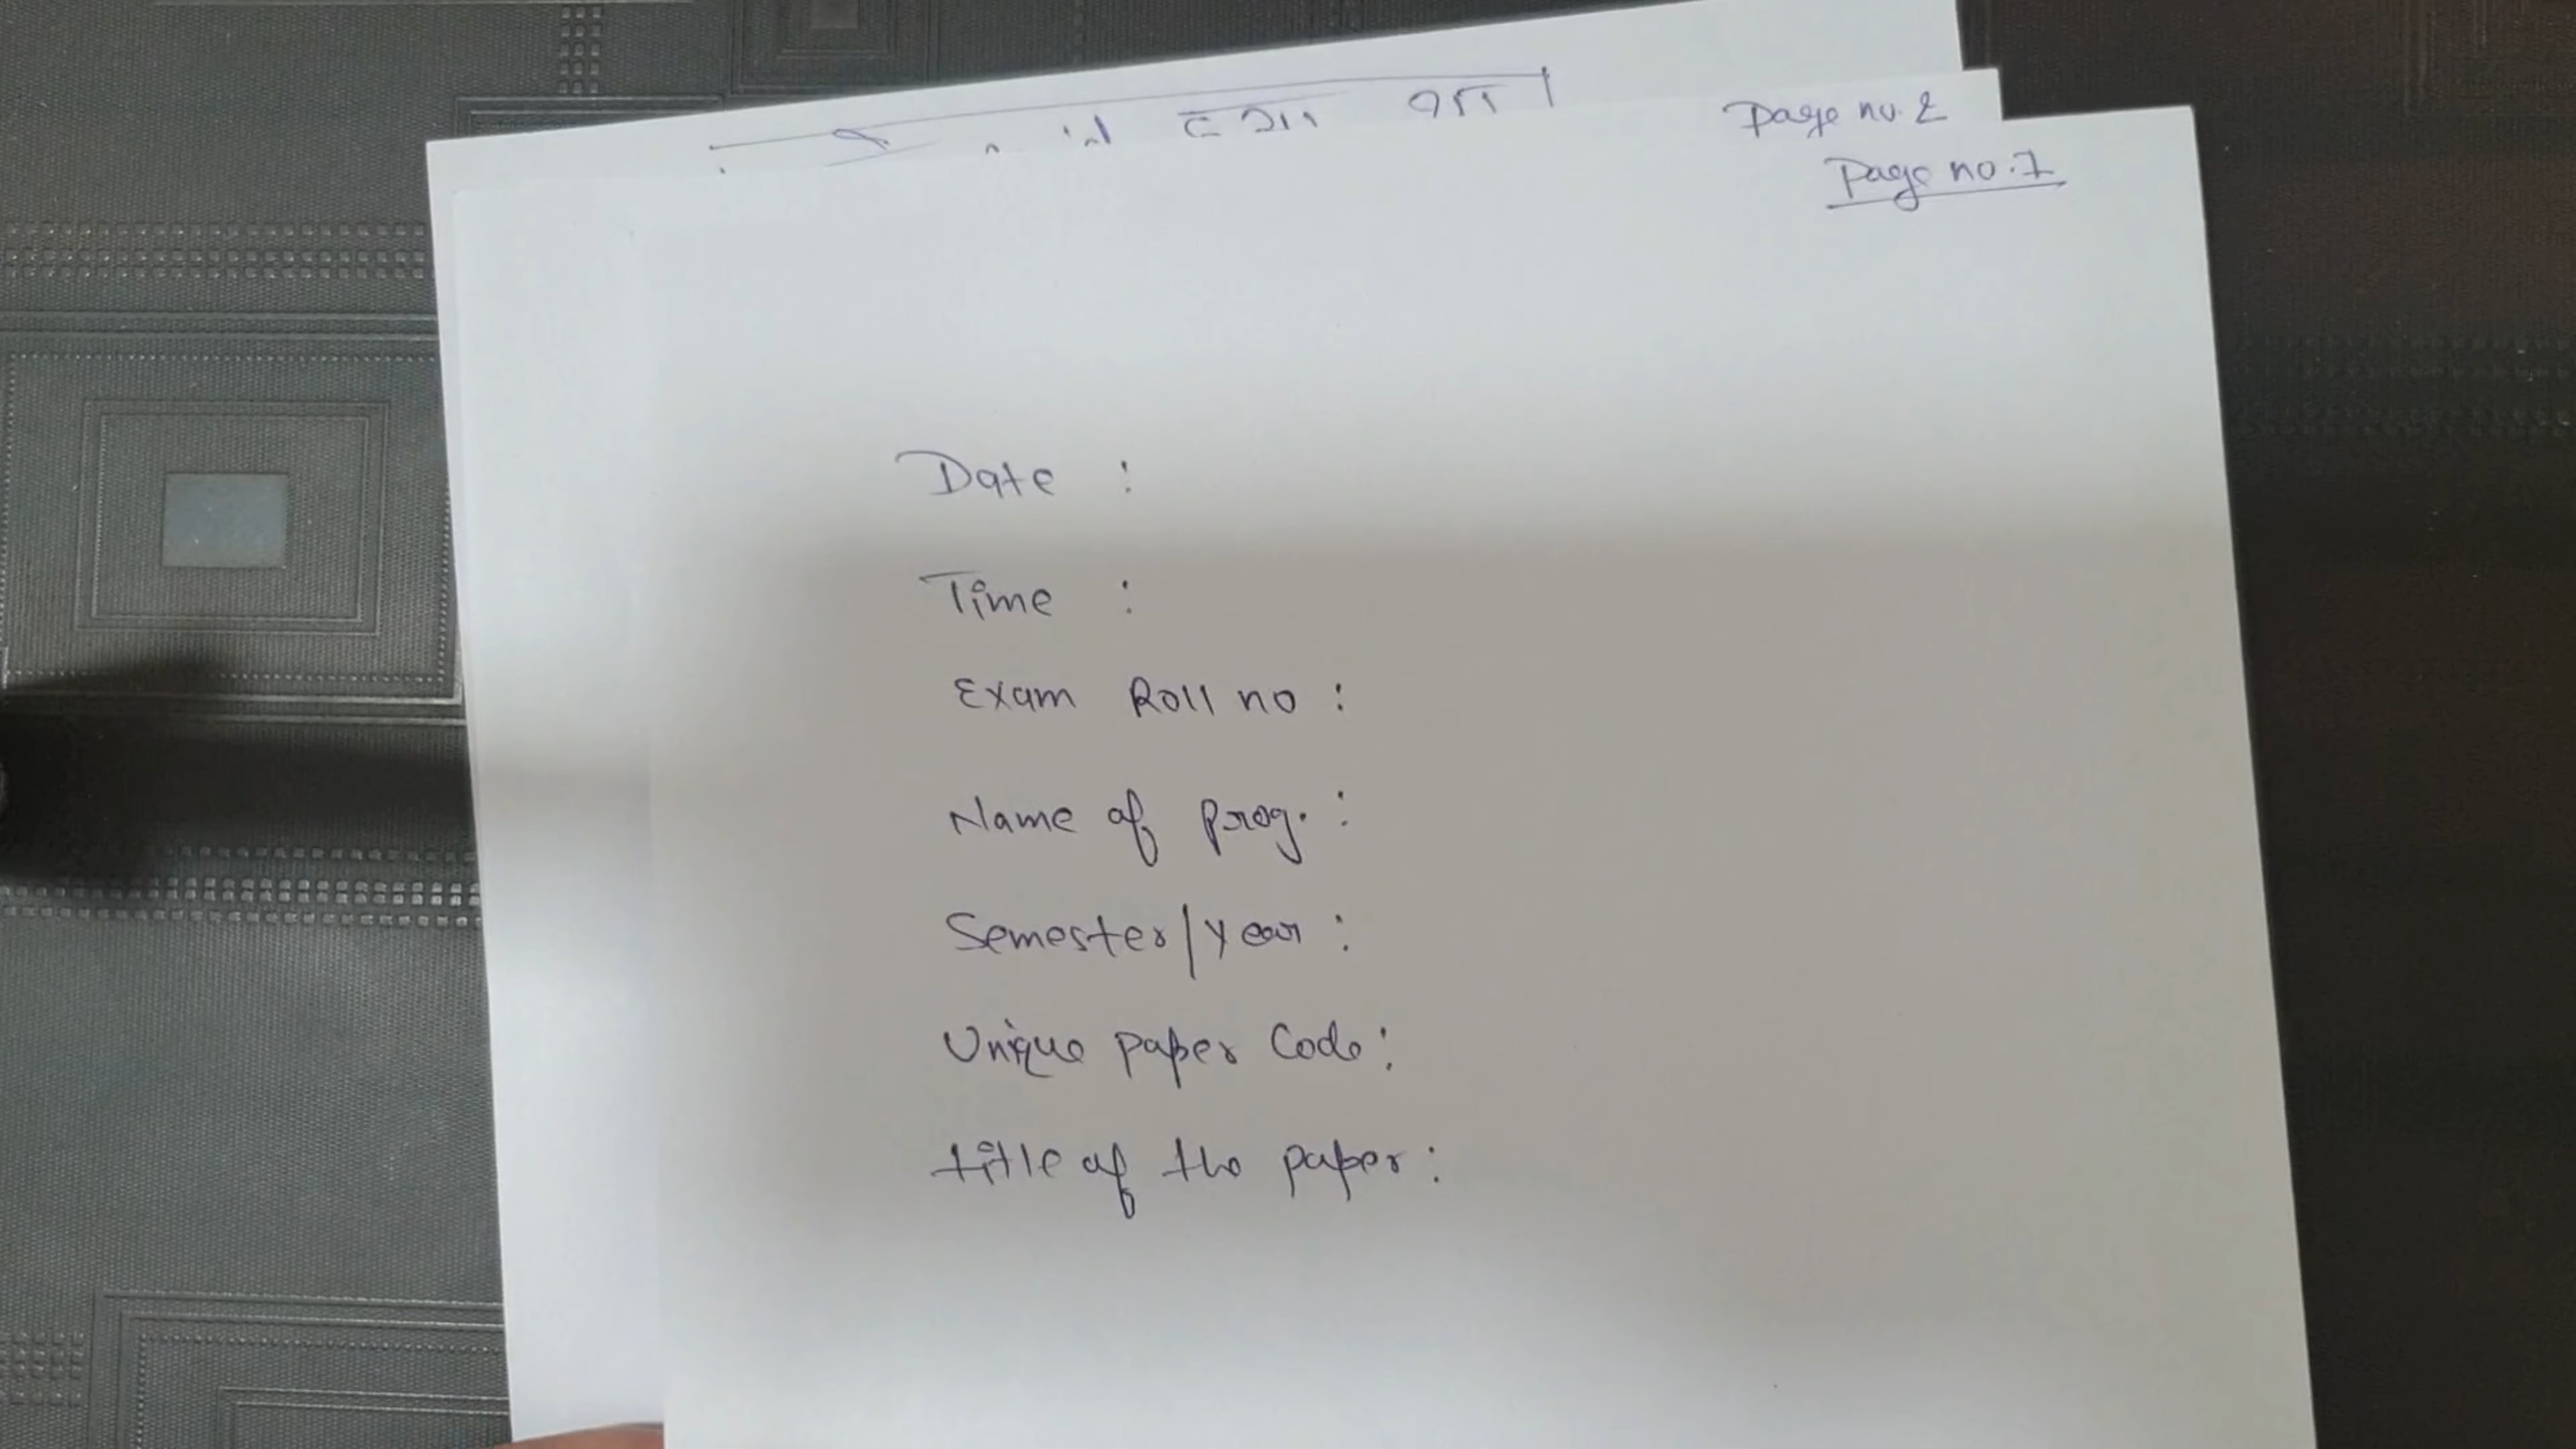 Page no. 2
Page no. 1
Date :
Time :
Exam Roll no :
Name of prog. :
Semester/Year :
Unique paper Code :
title of the paper :